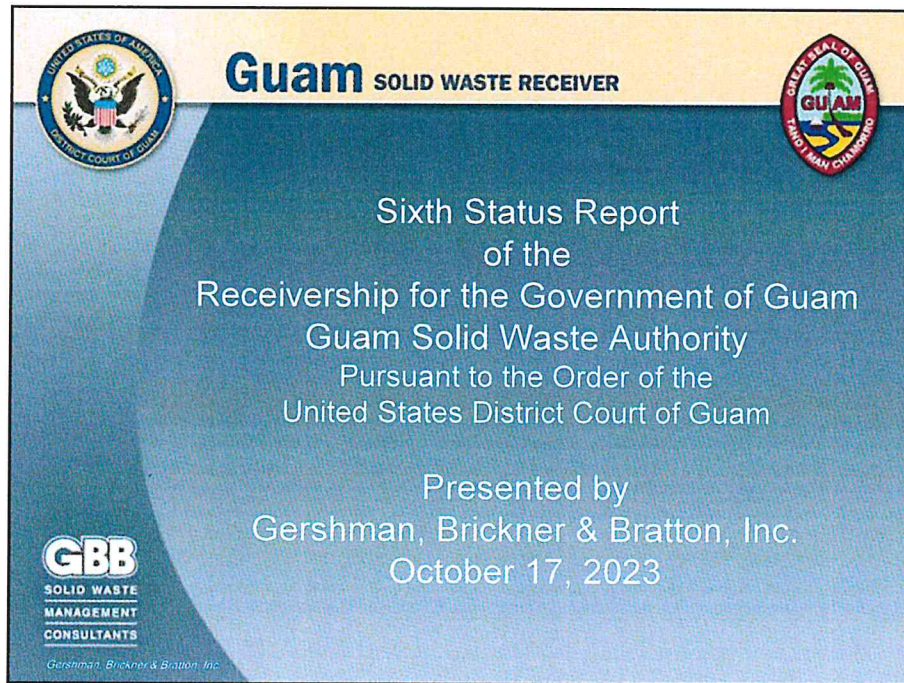 UNITED STATES OF AMERICA
DISTRICT COURT OF GUAM
Guam SOLID WASTE RECEIVER
GREAT SEAL OF GUAM
GUAM
TANO I MAN CHAMORRO
Sixth Status Report
of the
Receivership for the Government of Guam
Guam Solid Waste Authority
Pursuant to the Order of the
United States District Court of Guam
Presented by
Gershman, Brickner & Bratton, Inc.
October 17, 2023
GBB
SOLID WASTE
MANAGEMENT
CONSULTANTS
Gershman, Brickner & Bratton, Inc.